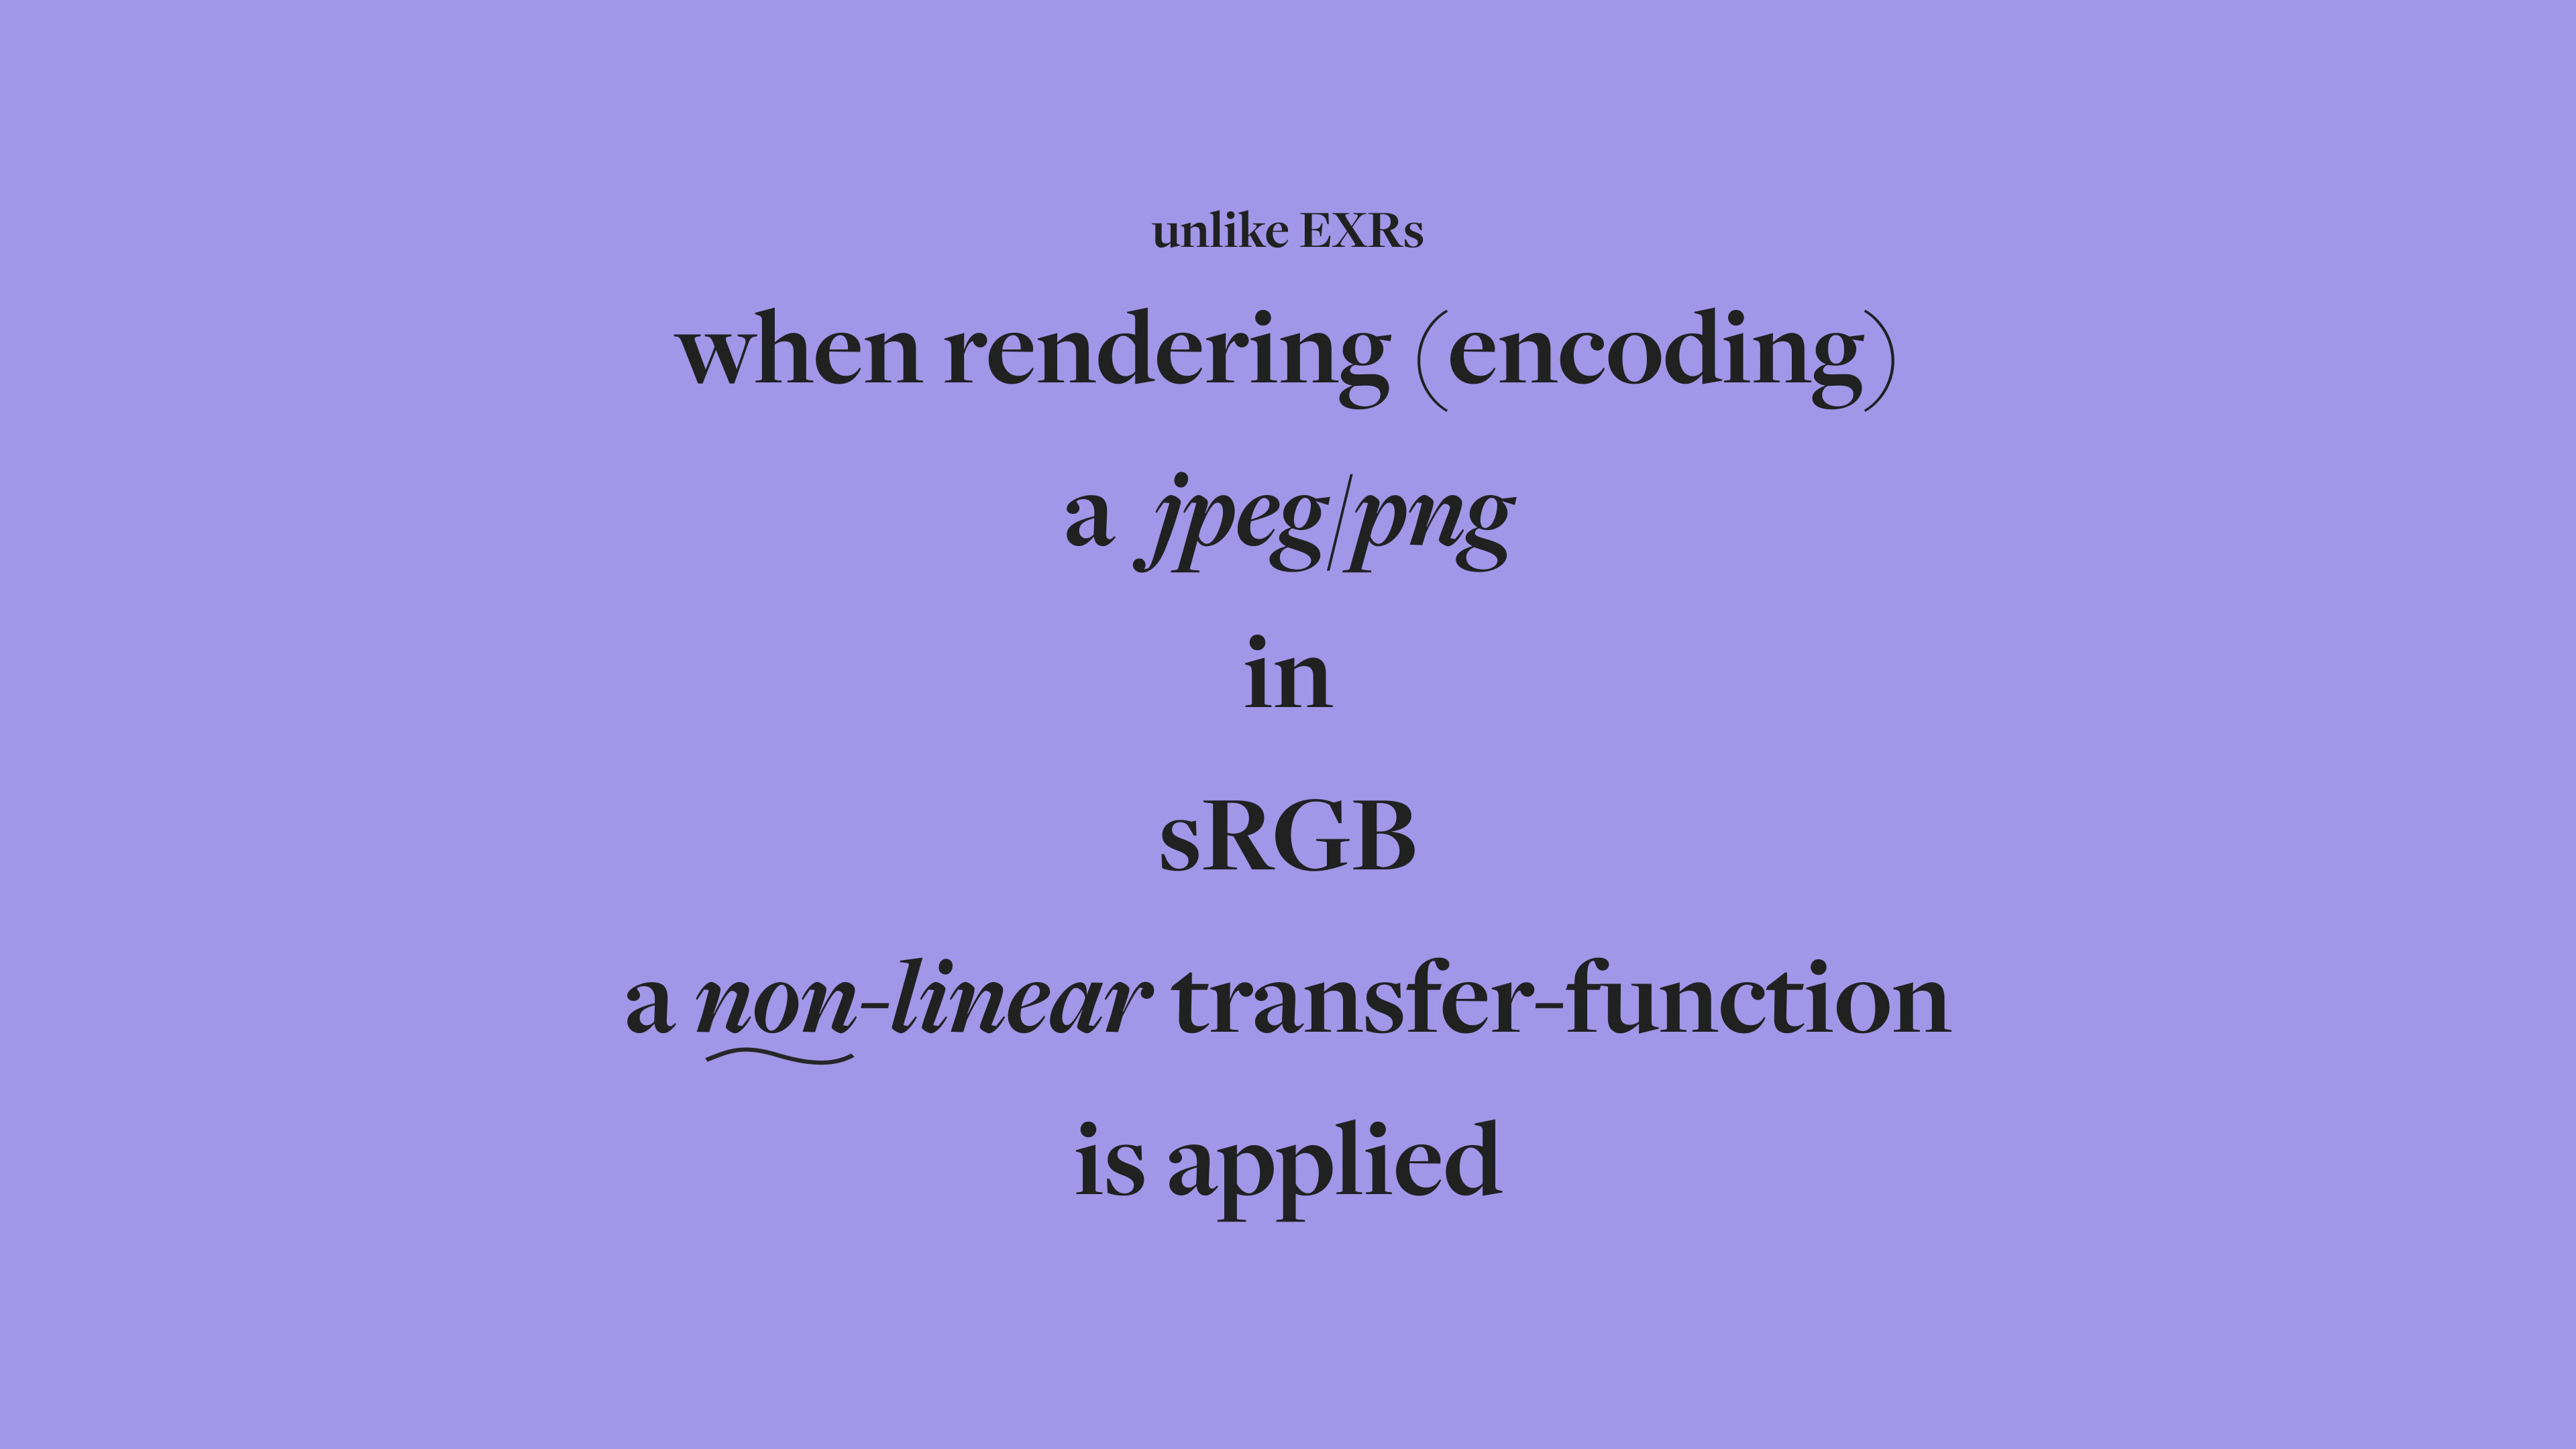 unlike EXRs
when rendering (encoding)
a jpeg/png
in
sRGB
a non-linear transfer-function
is applied